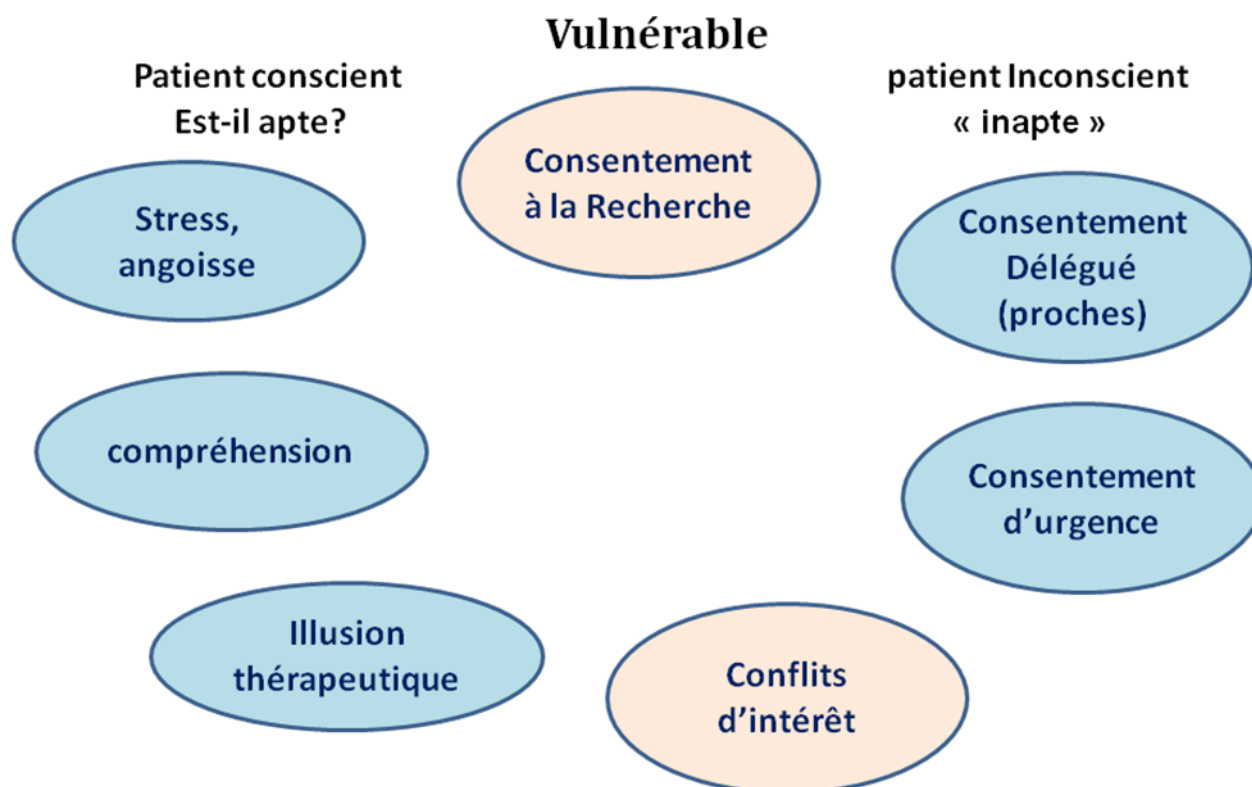 Vulnérable
Patient conscient
Est-il apte?
patient Inconscient
« inapte »
Consentement
à la Recherche
Stress,
angoisse
Consentement
Délégué
(proches)
compréhension
Consentement
d’urgence
Illusion
thérapeutique
Conflits
d’intérêt